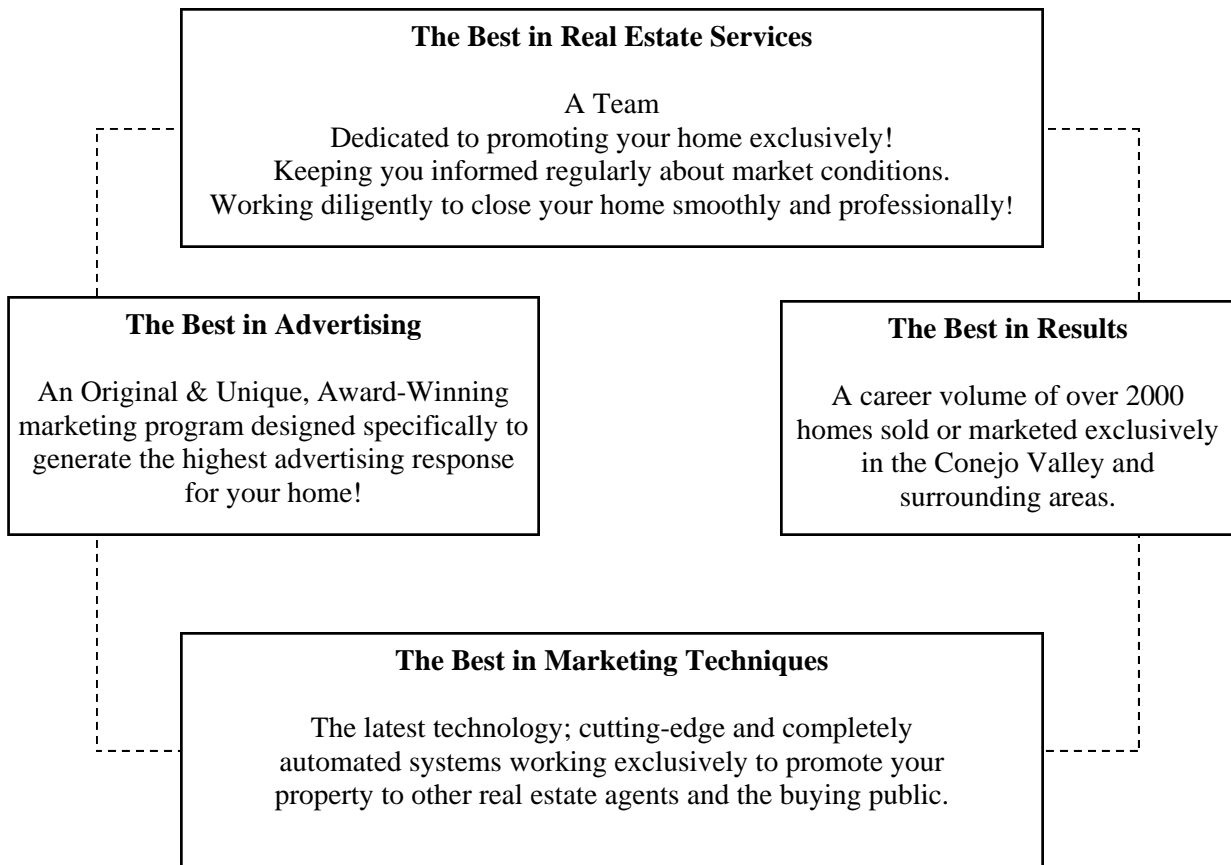 The Best in Real Estate Services
A Team
Dedicated to promoting your home exclusively!
Keeping you informed regularly about market conditions.
Working diligently to close your home smoothly and professionally!
The Best in Advertising
An Original & Unique, Award-Winning
marketing program designed specifically to
generate the highest advertising response
for your home!
The Best in Results
A career volume of over 2000
homes sold or marketed exclusively
in the Conejo Valley and
surrounding areas.
The Best in Marketing Techniques
The latest technology; cutting-edge and completely
automated systems working exclusively to promote your
property to other real estate agents and the buying public.